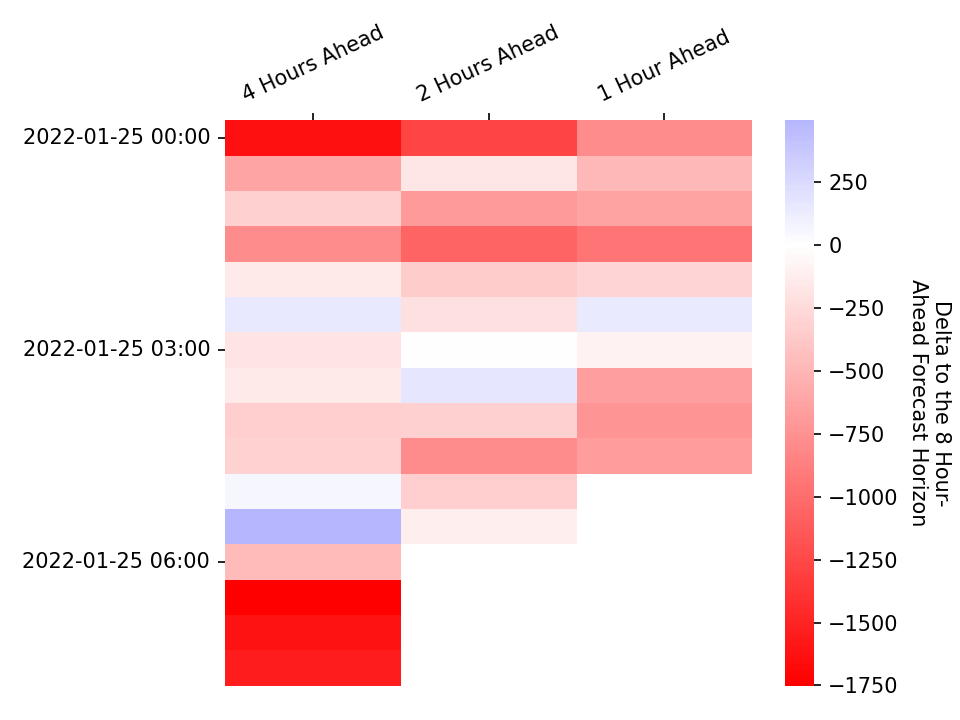 4 Hours Ahead
2 Hours Ahead
1 Hour Ahead
2022-01-25 00:00
2022-01-25 03:00
2022-01-25 06:00
250
0
−250
−500
−750
−1000
−1250
−1500
−1750
Delta to the 8 Hour-
Ahead Forecast Horizon